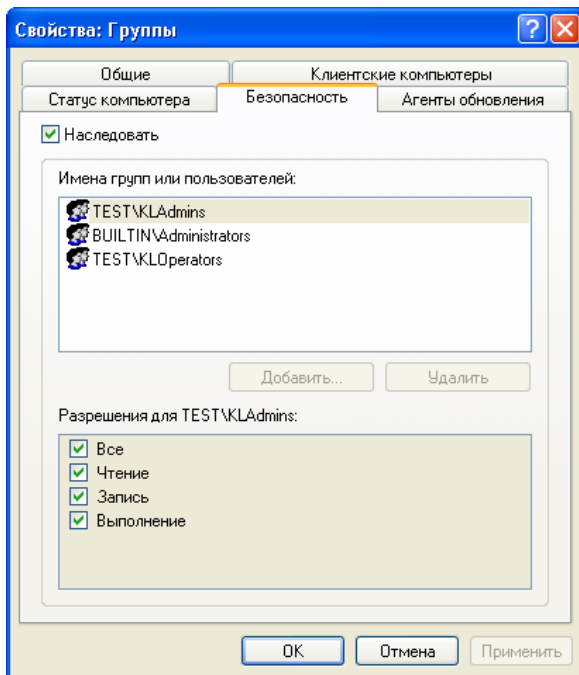 Свойства: Группы
Общие
Клиентские компьютеры
Статус компьютера
Безопасность
Агенты обновления
Наследовать
Имена групп или пользователей:
TEST\KLAdmins
BUILTIN\Administrators
TEST\KLOperators
Добавить...
Удалить
Разрешения для TEST\KLAdmins:
Все
Чтение
Запись
Выполнение
OK
Отмена
Применить